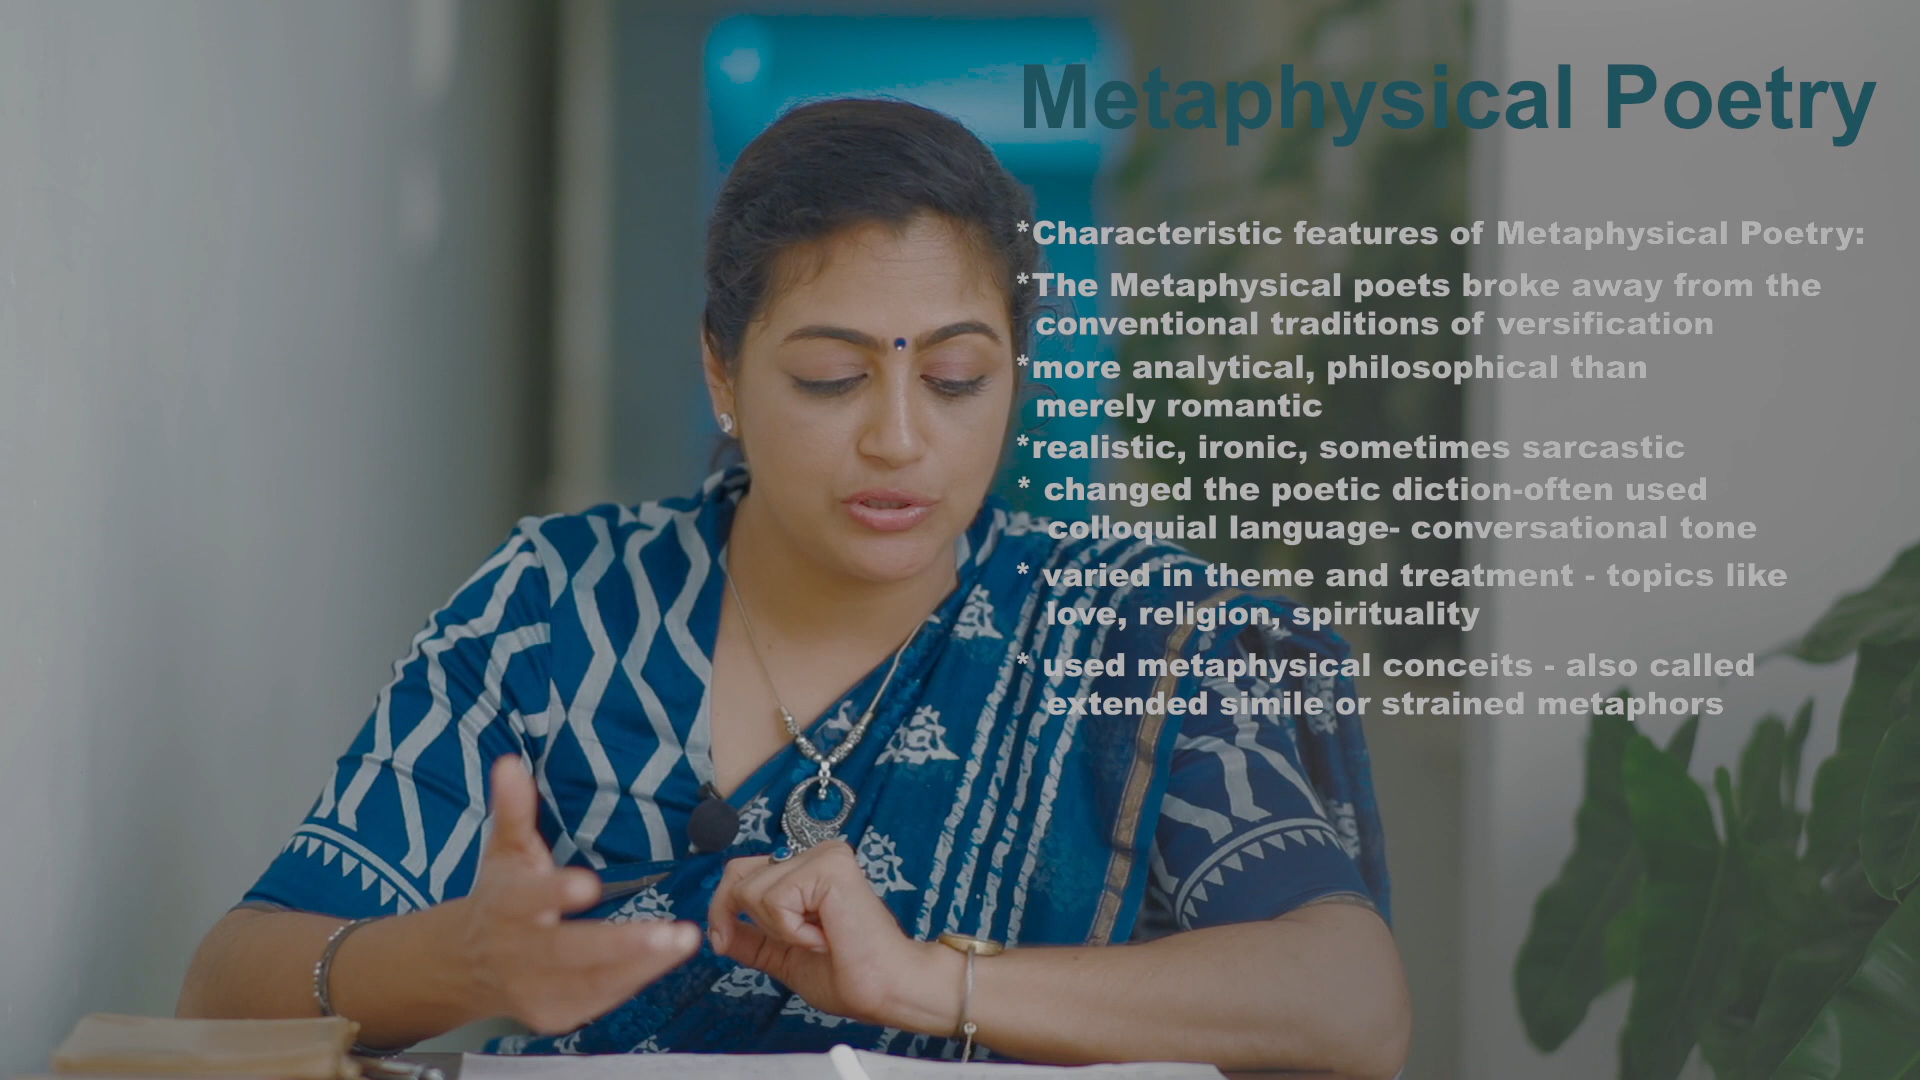 Metaphysical Poetry
*Characteristic features of Metaphysical Poetry:
*The Metaphysical poets broke away from the
conventional traditions of versification
*more analytical, philosophical than
merely romantic
*realistic, ironic, sometimes sarcastic
* changed the poetic diction-often used
colloquial language- conversational tone
* varied in theme and treatment - topics like
love, religion, spirituality
* used metaphysical conceits - also called
extended simile or strained metaphors